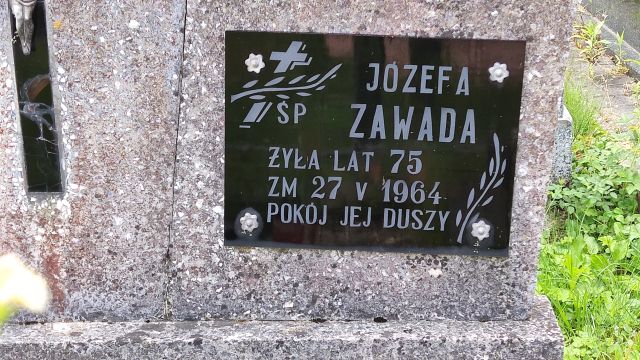 JÓZEFA
ŚP
ZAWADA
ŻYŁA LAT 75
ZM 27 V 1964
POKÓJ JEJ DUSZY